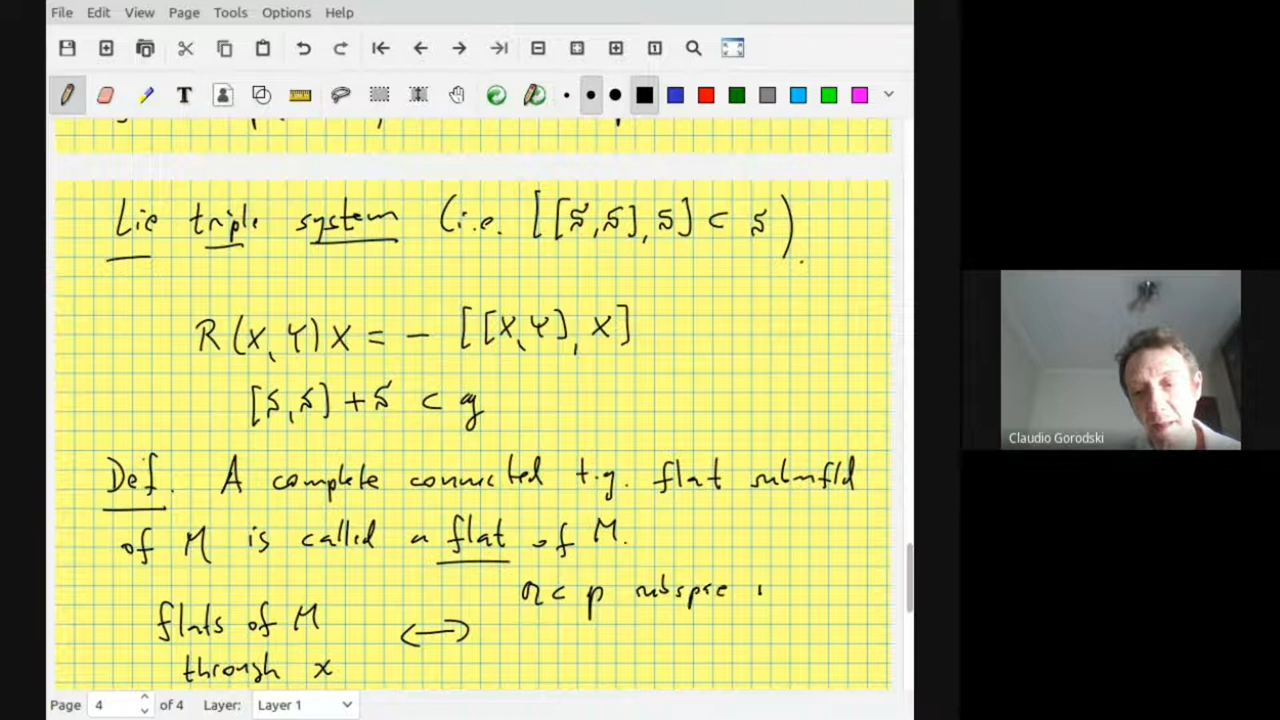 File Edit View Page Tools Options Help
Lie triple system (i.e. [[𝔰,𝔰],𝔰] ⊂ 𝔰).
R(X,Y)X = - [[X,Y],X]
[𝔰,𝔰] + 𝔰 ⊂ 𝔤
Def. A complete connected t.g. flat submfld
of M is called a flat of M.
flats of M
through x
⟷
𝔞 ⊂ 𝔭 subspce
Page 4 of 4 Layer: Layer 1
Claudio Gorodski